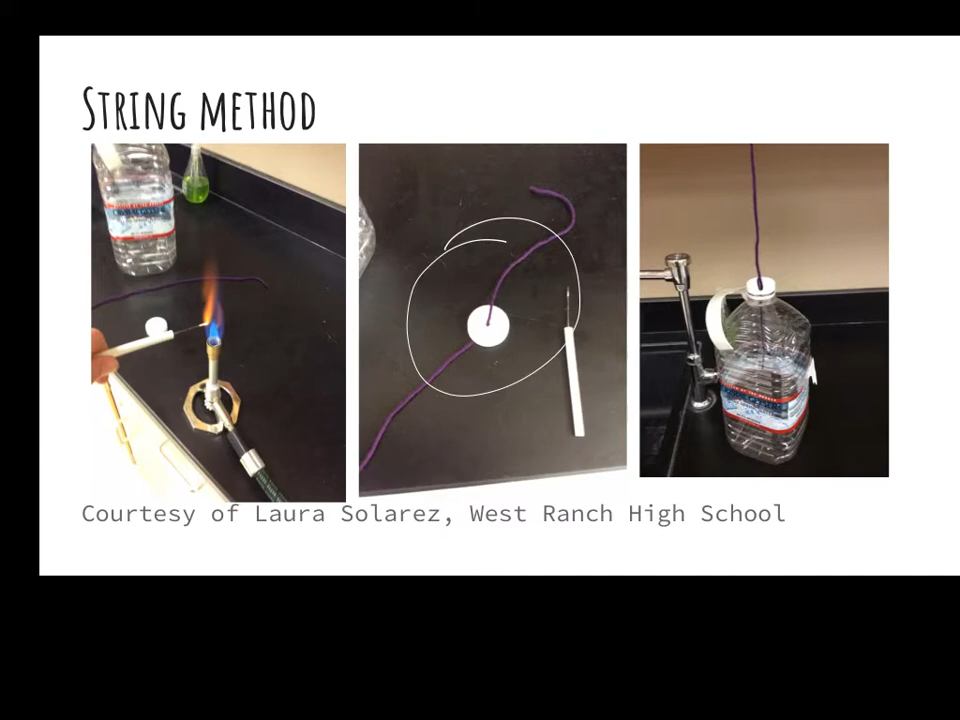 String method
Courtesy of Laura Solarez, West Ranch High School